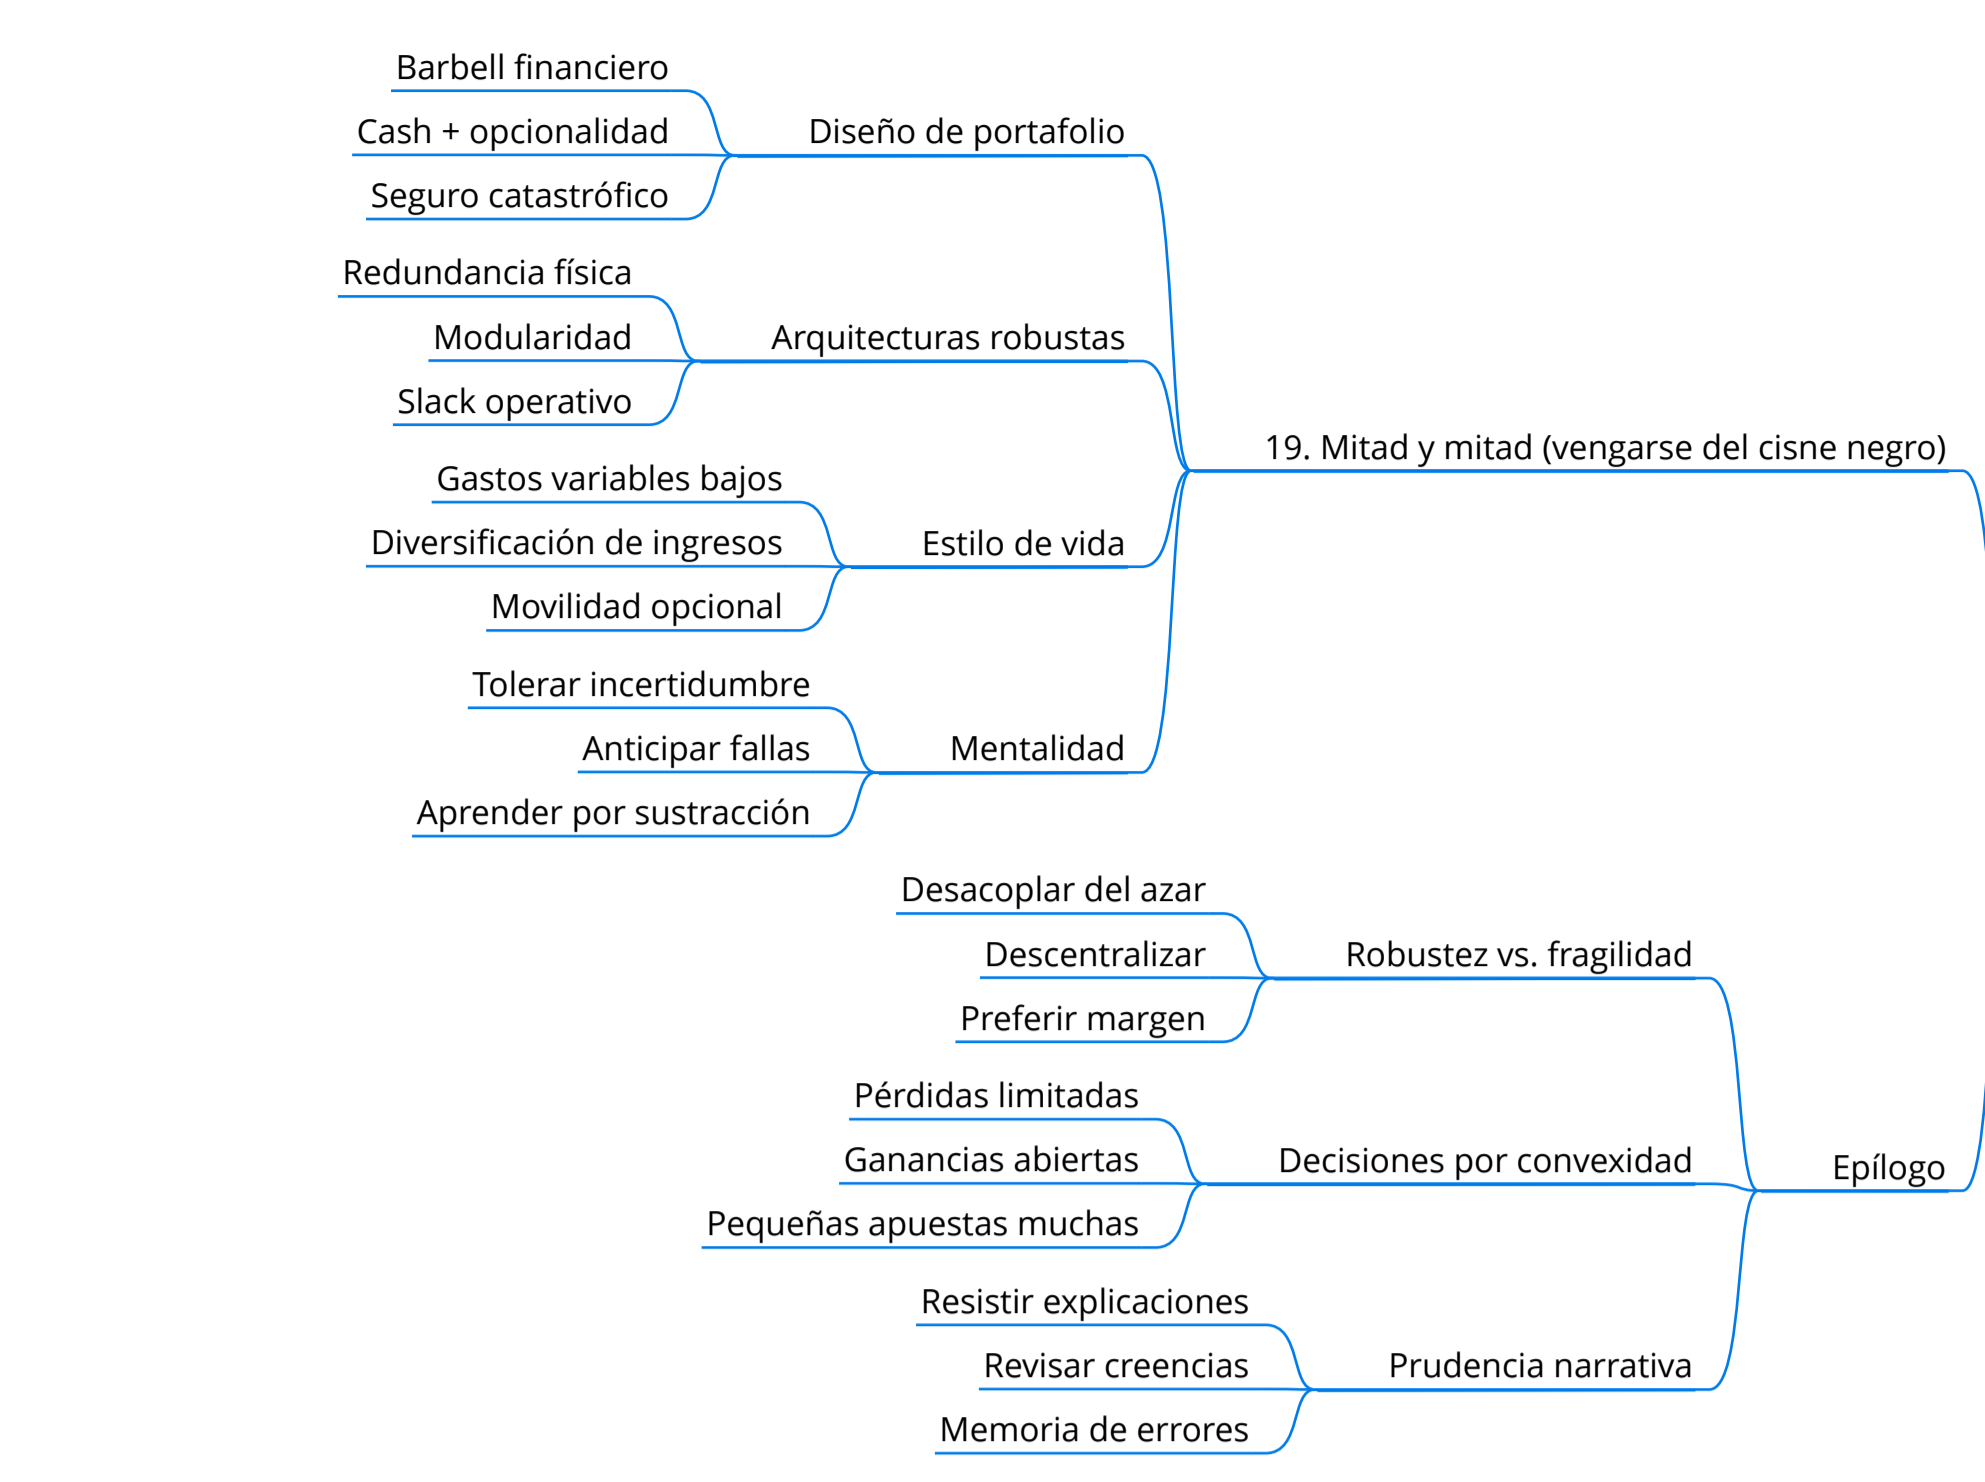 Barbell financiero
Cash + opcionalidad
Diseño de portafolio
Seguro catastrófico
Redundancia física
Modularidad
Arquitecturas robustas
Slack operativo
19. Mitad y mitad (vengarse del cisne negro)
Gastos variables bajos
Diversificación de ingresos
Estilo de vida
Movilidad opcional
Tolerar incertidumbre
Anticipar fallas
Mentalidad
Aprender por sustracción
Desacoplar del azar
Descentralizar
Robustez vs. fragilidad
Preferir margen
Pérdidas limitadas
Ganancias abiertas
Decisiones por convexidad
Epílogo
Pequeñas apuestas muchas
Resistir explicaciones
Revisar creencias
Prudencia narrativa
Memoria de errores